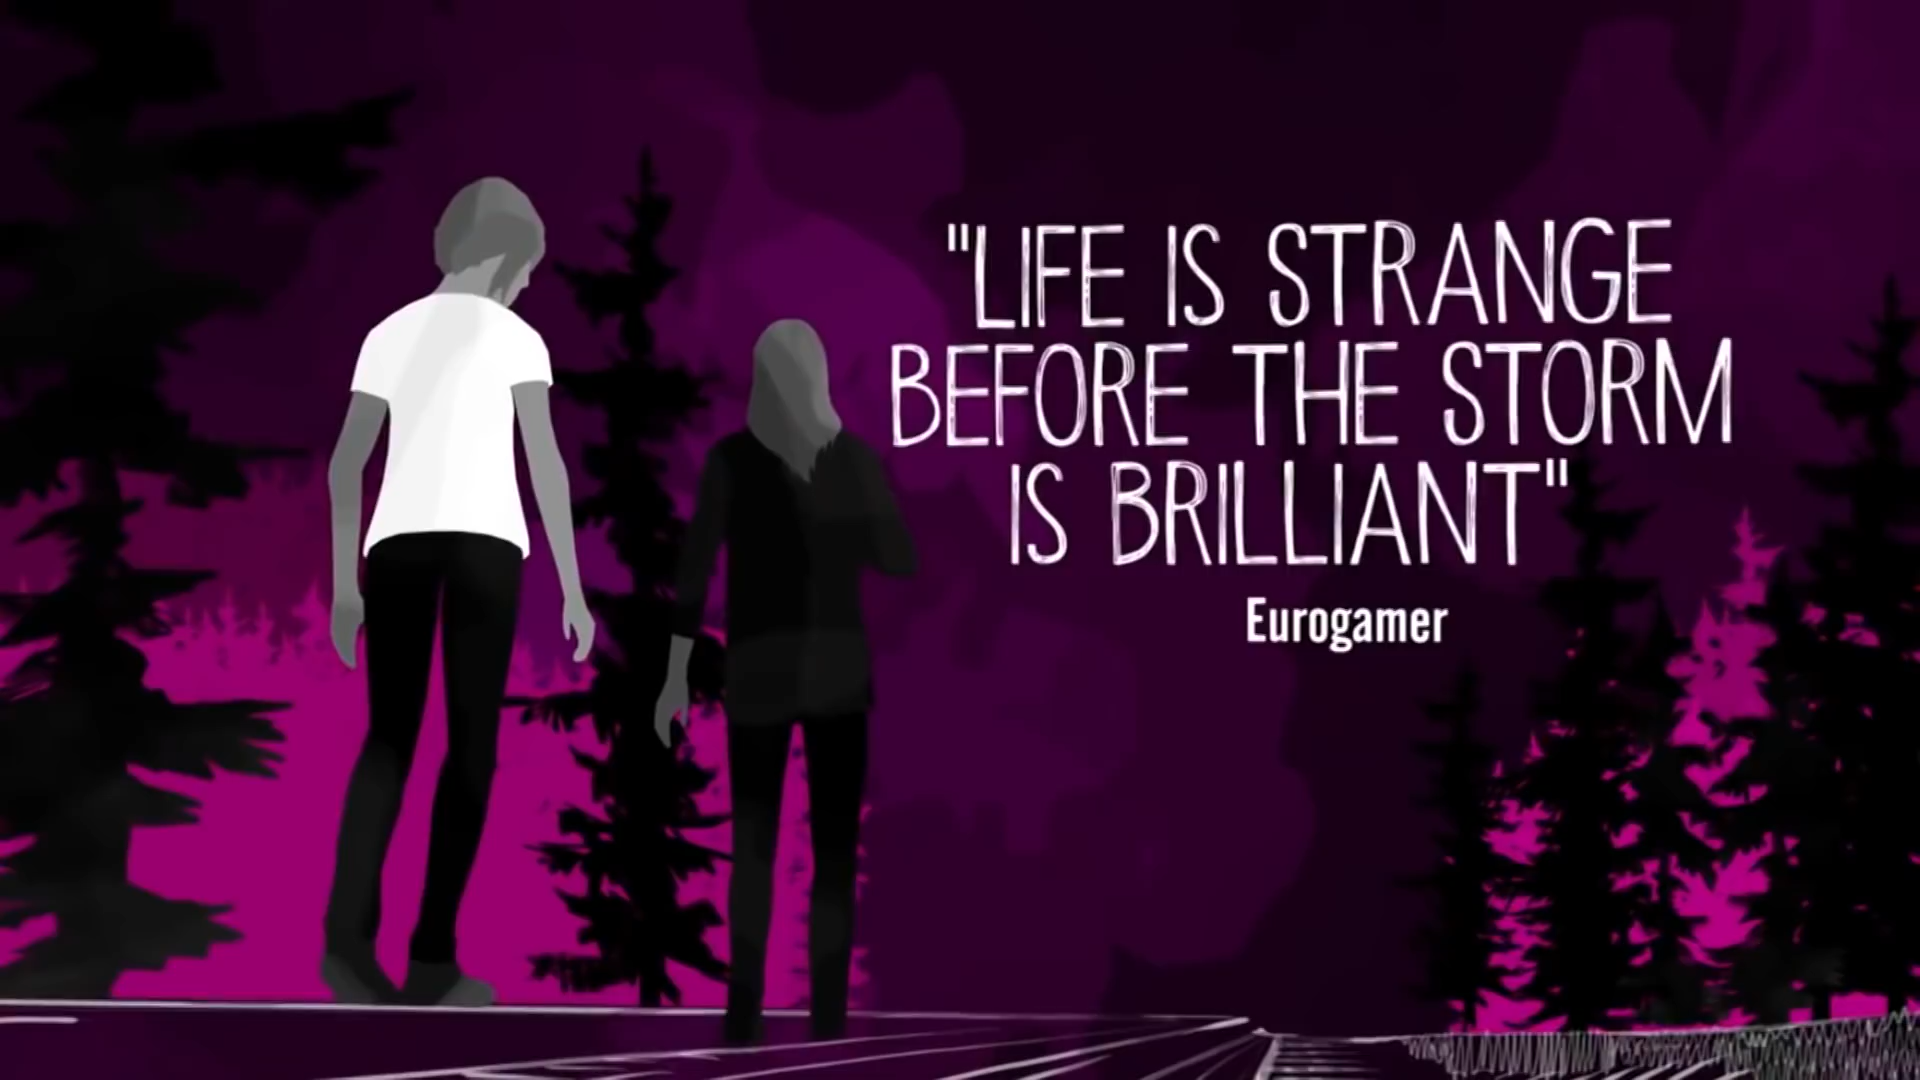 "LIFE IS STRANGE
BEFORE THE STORM
IS BRILLIANT"
Eurogamer